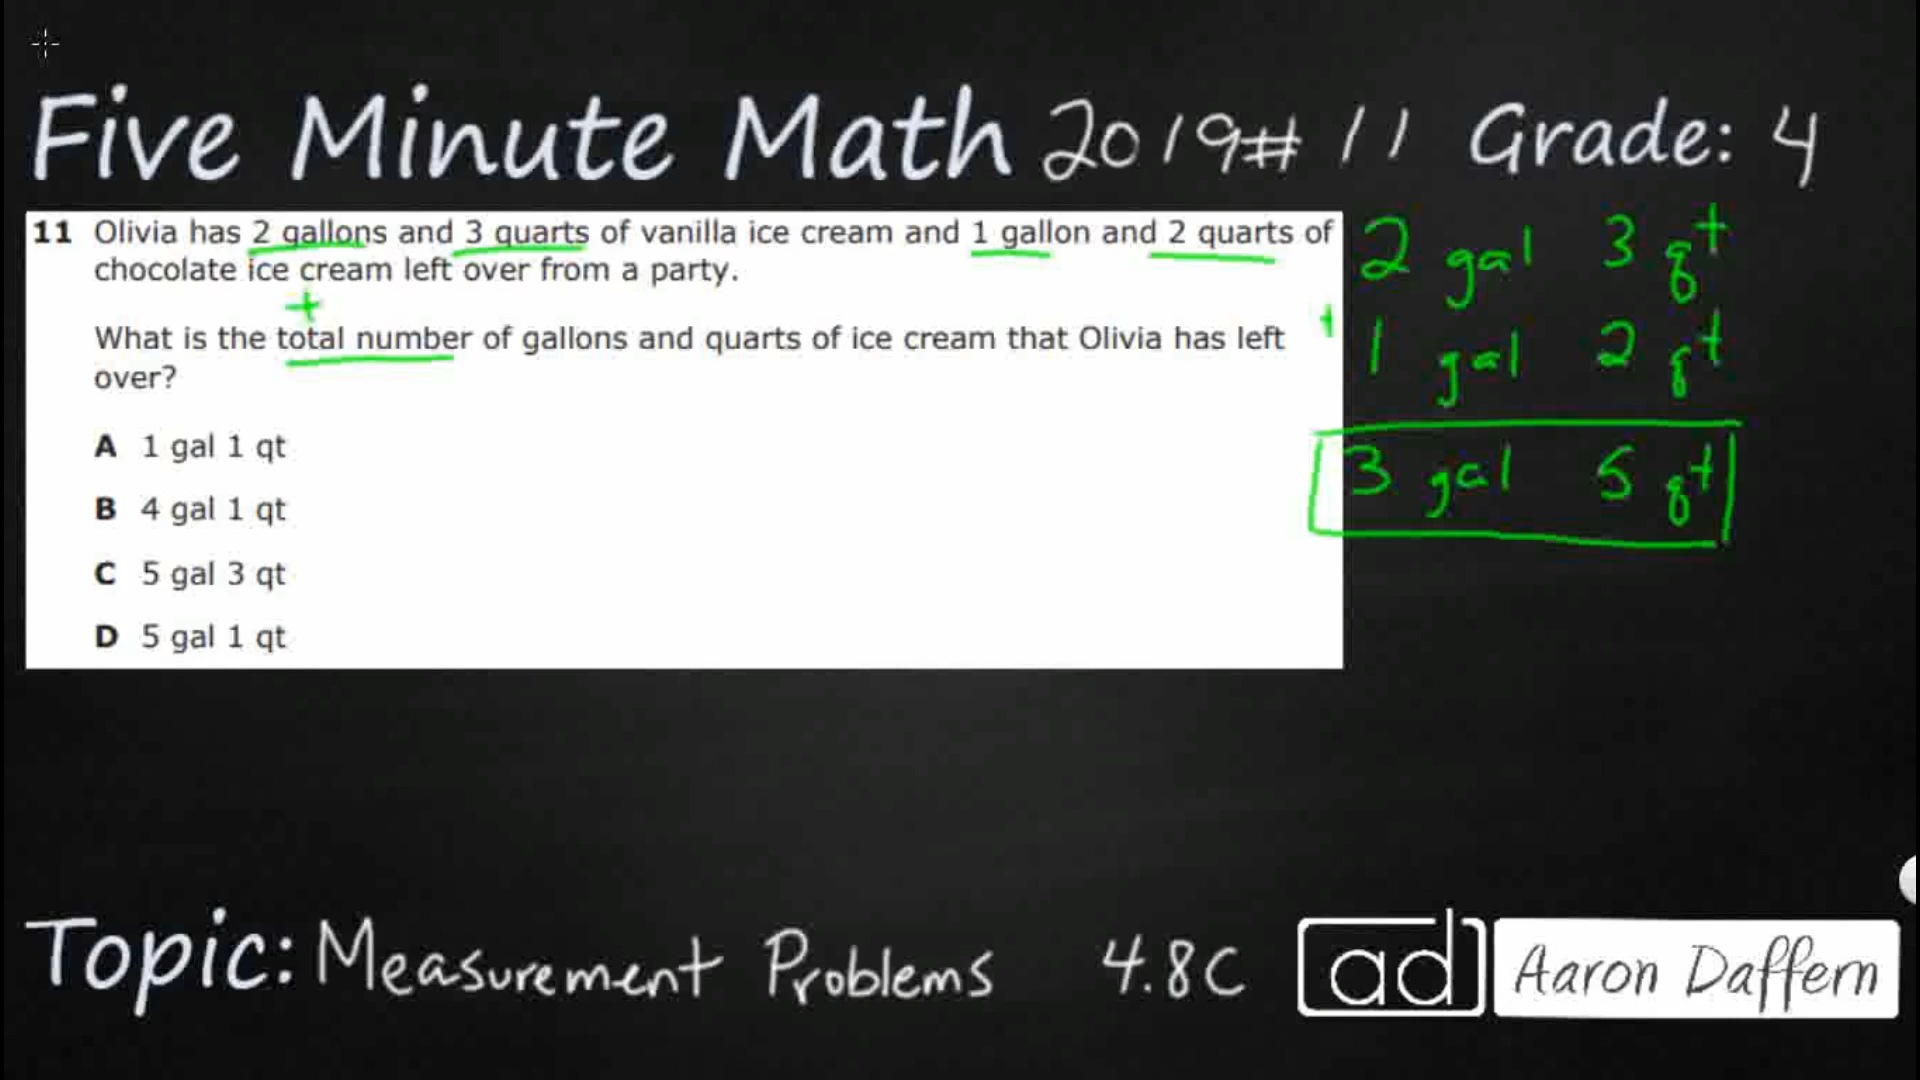 Five Minute Math 2019# 11 Grade: 4
11 Olivia has 2 gallons and 3 quarts of vanilla ice cream and 1 gallon and 2 quarts of
chocolate ice cream left over from a party.
+
What is the total number of gallons and quarts of ice cream that Olivia has left
over?
A 1 gal 1 qt
B 4 gal 1 qt
C 5 gal 3 qt
D 5 gal 1 qt
2 gal 3 qt
+ 1 gal 2 qt
3 gal 5 qt
Topic: Measurement Problems 4.8C ad Aaron Daffern